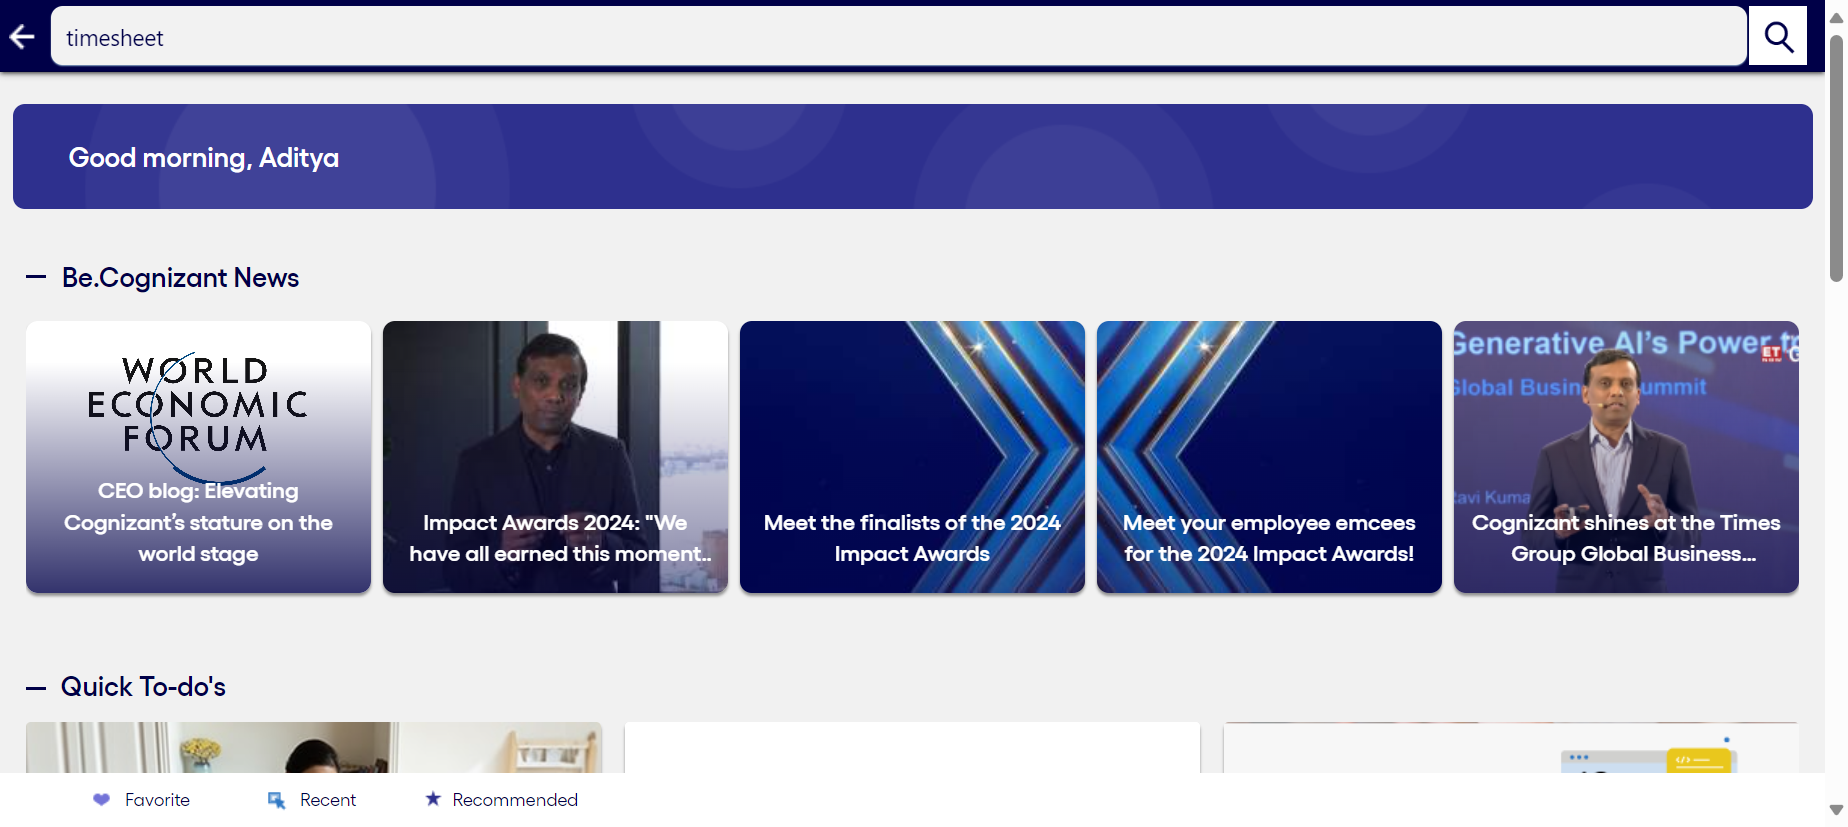 timesheet
Good morning, Aditya
Be.Cognizant News
WORLD
ECONOMIC
FORUM
CEO blog: Elevating
Cognizant’s stature on the
world stage
Impact Awards 2024: "We
have all earned this moment..
Meet the finalists of the 2024
Impact Awards
Meet your employee emcees
for the 2024 Impact Awards!
Generative AI’s Power to
ET
Global Busin ummit
Ravi Kuma
Cognizant shines at the Times
Group Global Business...
Quick To-do's
Favorite
Recent
Recommended